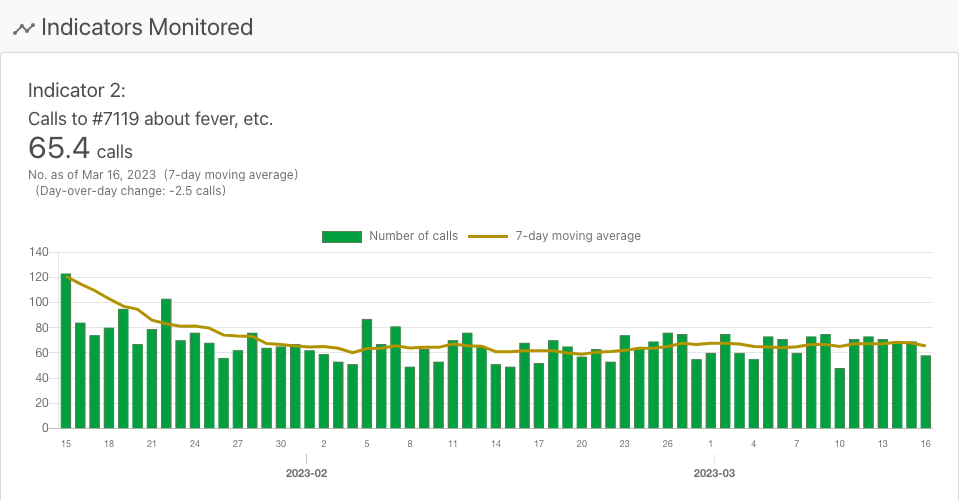 Indicators Monitored
Indicator 2:
Calls to #7119 about fever, etc.
65.4 calls
No. as of Mar 16, 2023 (7-day moving average)
(Day-over-day change: -2.5 calls)
Number of calls 7-day moving average
140
120
100
80
60
40
20
0
15 18 21 24 27 30 2 5 8 11 14 17 20 23 26 1 4 7 10 13 16
2023-02 2023-03